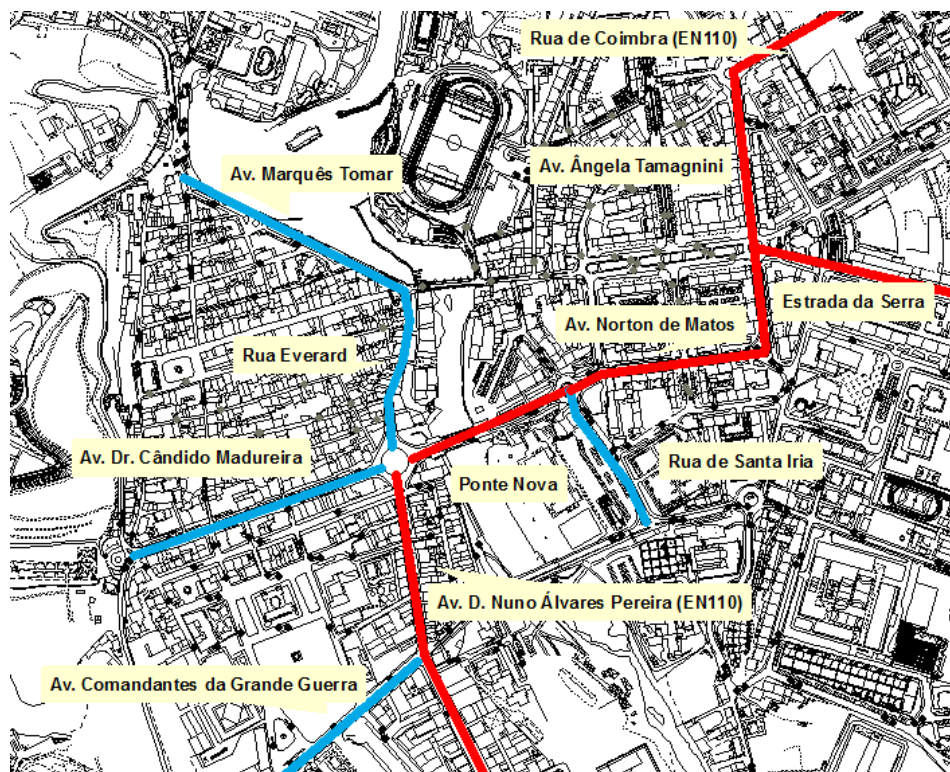 Rua de Coimbra (EN110)
Av. Marquês Tomar
Av. Ângela Tamagnini
Estrada da Serra
Av. Norton de Matos
Rua Everard
Av. Dr. Cândido Madureira
Rua de Santa Iria
Ponte Nova
Av. D. Nuno Álvares Pereira (EN110)
Av. Comandantes da Grande Guerra